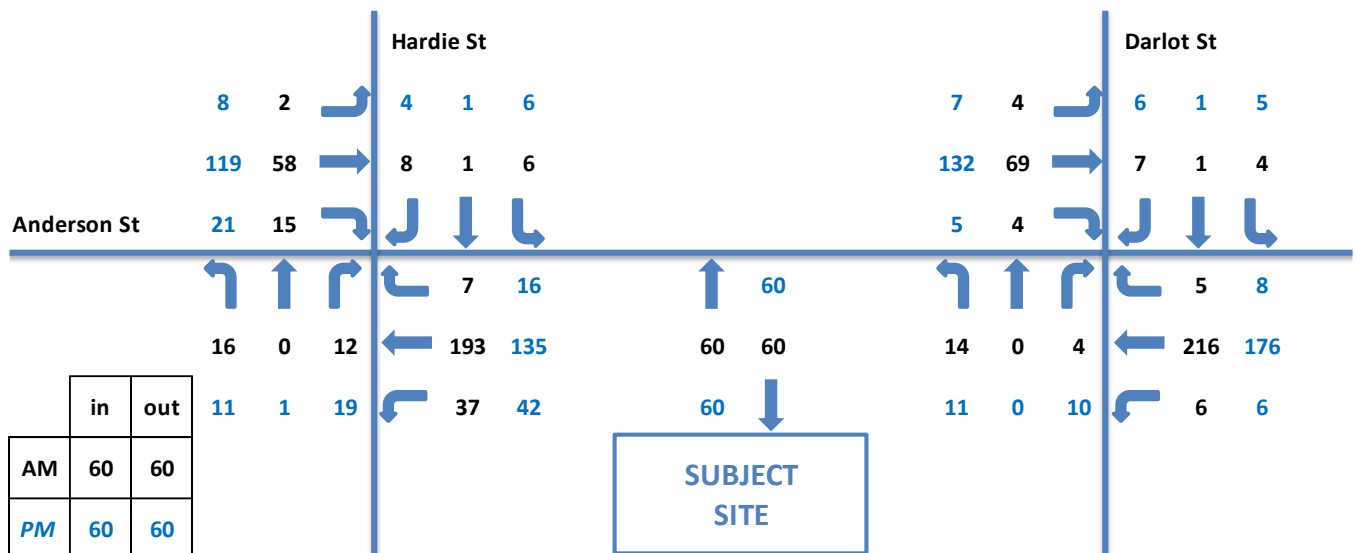 Hardie St Darlot St
8 2 4 1 6 7 4 6 1 5
119 58 8 1 6 132 69 7 1 4
Anderson St 21 15 5 4
7 16 60 5 8
16 0 12 193 135 60 60 14 0 4 216 176
in out 11 1 19 37 42 60 11 0 10 6 6
AM 60 60
SUBJECT
SITE
PM 60 60